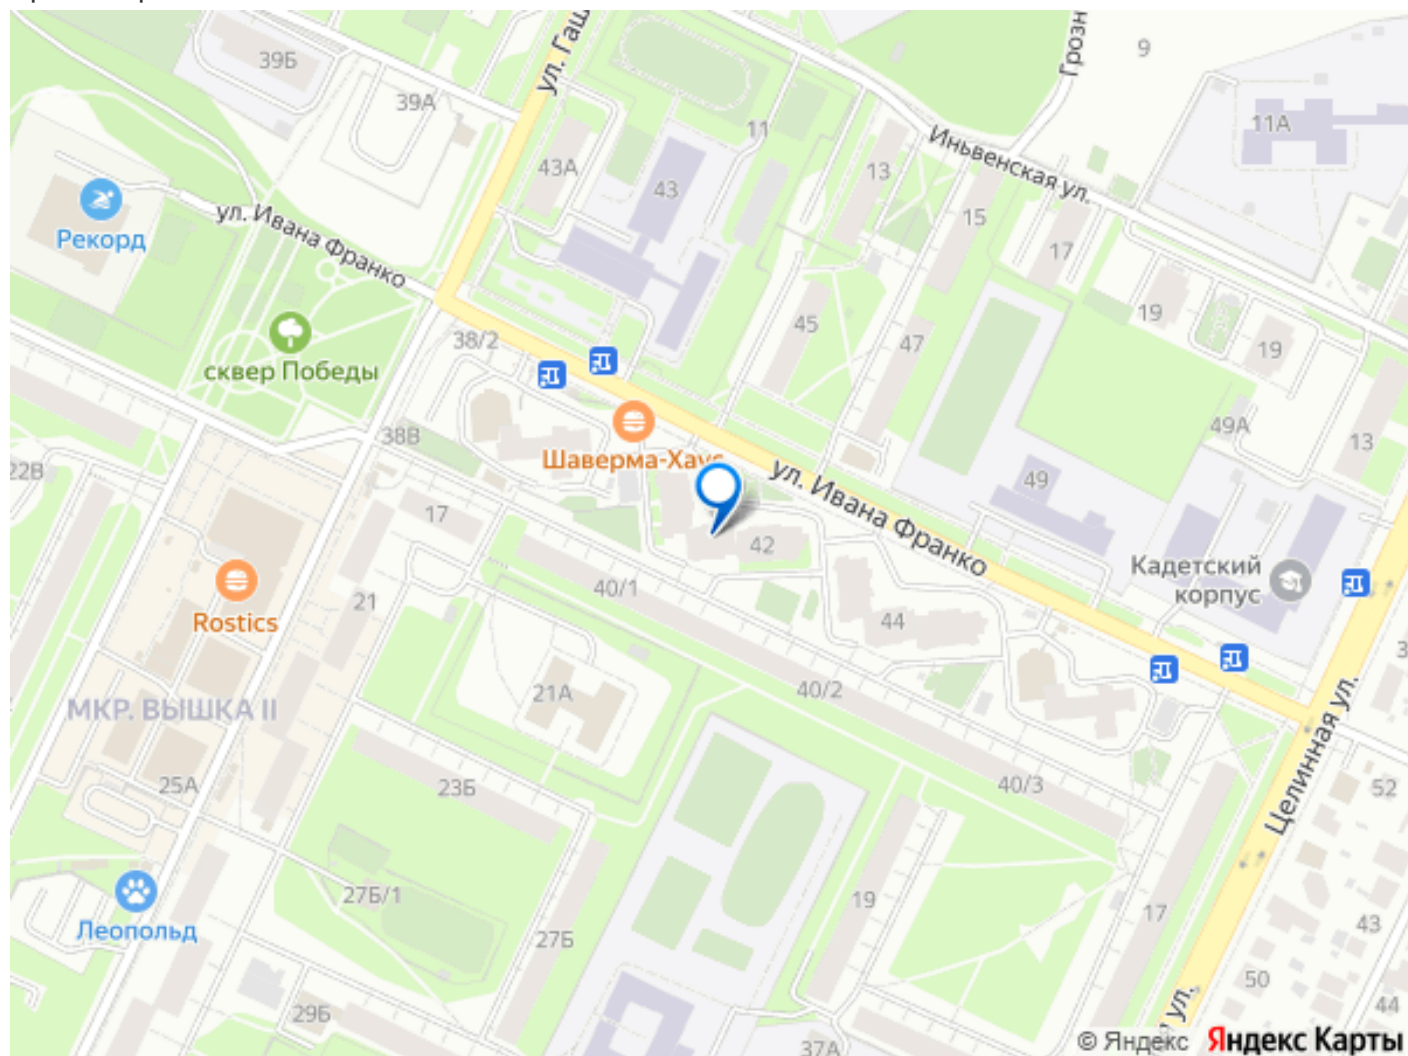 39Б
39А
ул. Гаш
Грозн
9
11А
11
Иньвенская ул.
43А
43
13
15
17
Рекорд
ул. Ивана Франко
19
19
45
47
38/2
сквер Победы
49А
13
38В
22В
Шаверма-Хаус
ул. Ивана Франко
49
17
42
Кадетский
корпус
40/1
21
Rostics
44
21А
40/2
МКР. ВЫШКА II
Целинная ул.
25А
23Б
40/3
52
27Б/1
19
17
Леопольд
27Б
43
50
29Б
44
ул.
37А
© Яндекс Яндекс Карты